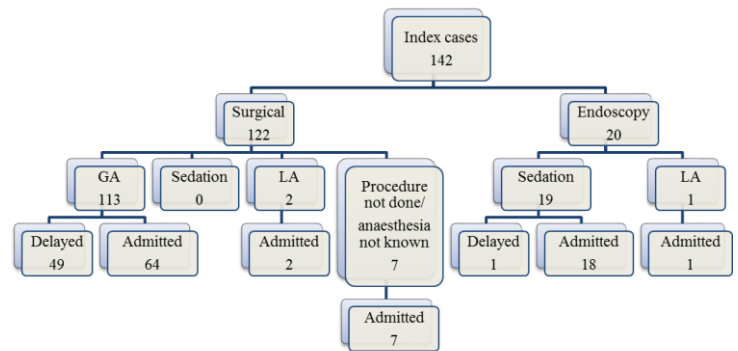 Index cases
142
Surgical
122
Endoscopy
20
GA
113
Sedation
0
LA
2
Procedure
not done/
anaesthesia
not known
7
Sedation
19
LA
1
Delayed
49
Admitted
64
Admitted
2
Delayed
1
Admitted
18
Admitted
1
Admitted
7